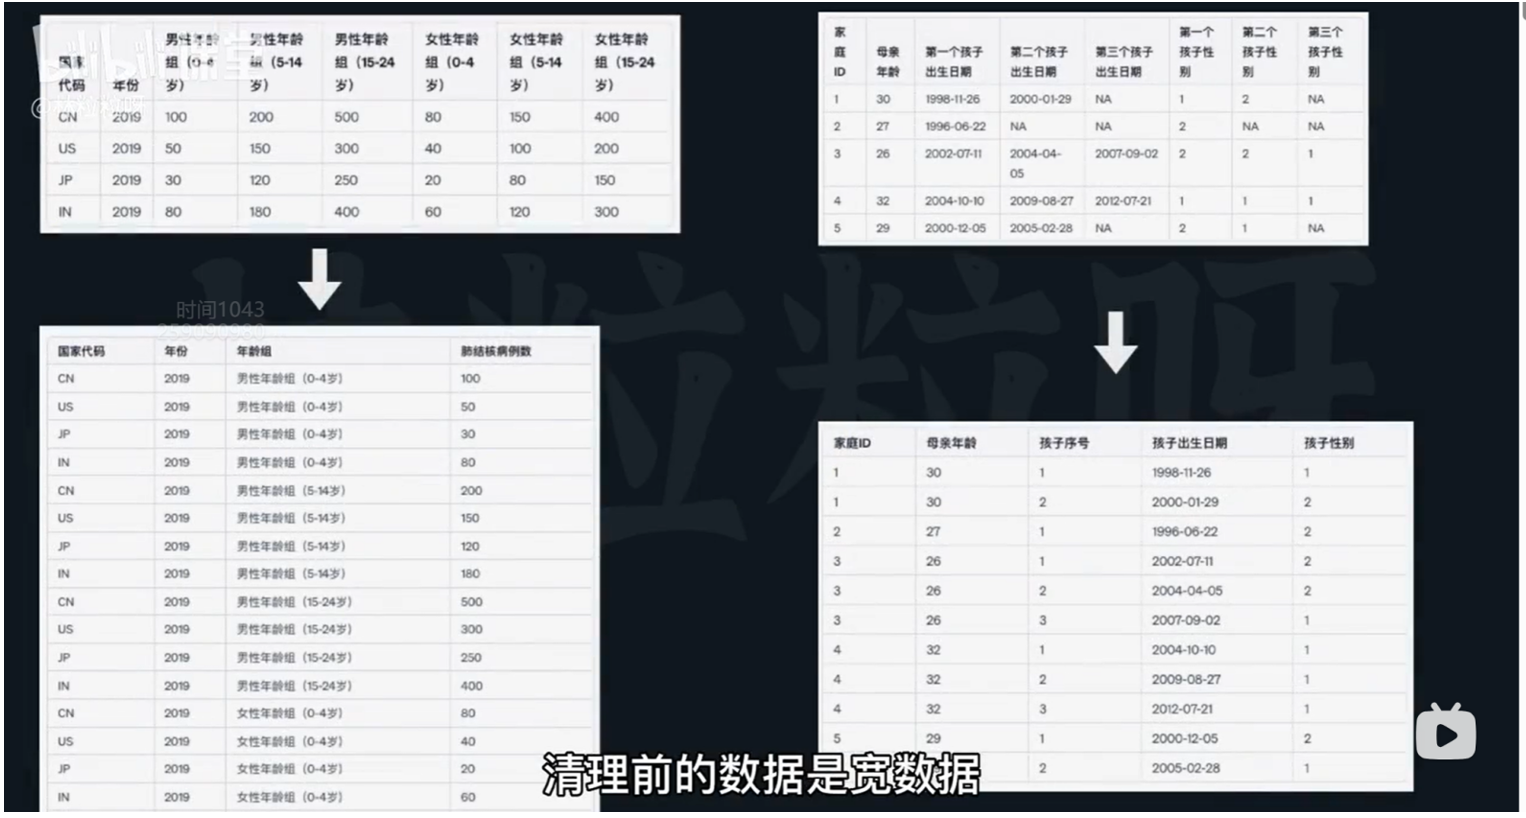 bilibili课堂
国家代码 年份 男性年龄组（0-4岁） 男性年龄组（5-14岁） 男性年龄组（15-24岁） 女性年龄组（0-4岁） 女性年龄组（5-14岁） 女性年龄组（15-24岁）
CN 2019 100 200 500 80 150 400
US 2019 50 150 300 40 100 200
JP 2019 30 120 250 20 80 150
IN 2019 80 180 400 60 120 300
家庭ID 母亲年龄 第一个孩子出生日期 第二个孩子出生日期 第三个孩子出生日期 第一个孩子性别 第二个孩子性别 第三个孩子性别
1 30 1998-11-26 2000-01-29 NA 1 2 NA
2 27 1996-06-22 NA NA 2 NA NA
3 26 2002-07-11 2004-04-05 2007-09-02 2 2 1
4 32 2004-10-10 2009-08-27 2012-07-21 1 1 1
5 29 2000-12-05 2005-02-28 NA 2 1 NA
粒粒呀
时间1043
国家代码 年份 年龄组 肺结核病例数
CN 2019 男性年龄组（0-4岁） 100
US 2019 男性年龄组（0-4岁） 50
JP 2019 男性年龄组（0-4岁） 30
IN 2019 男性年龄组（0-4岁） 80
CN 2019 男性年龄组（5-14岁） 200
US 2019 男性年龄组（5-14岁） 150
JP 2019 男性年龄组（5-14岁） 120
IN 2019 男性年龄组（5-14岁） 180
CN 2019 男性年龄组（15-24岁） 500
US 2019 男性年龄组（15-24岁） 300
JP 2019 男性年龄组（15-24岁） 250
IN 2019 男性年龄组（15-24岁） 400
CN 2019 女性年龄组（0-4岁） 80
US 2019 女性年龄组（0-4岁） 40
JP 2019 女性年龄组（0-4岁） 20
IN 2019 女性年龄组（0-4岁） 60
家庭ID 母亲年龄 孩子序号 孩子出生日期 孩子性别
1 30 1 1998-11-26 1
1 30 2 2000-01-29 2
2 27 1 1996-06-22 2
3 26 1 2002-07-11 2
3 26 2 2004-04-05 2
3 26 3 2007-09-02 1
4 32 1 2004-10-10 1
4 32 2 2009-08-27 1
4 32 3 2012-07-21 1
5 29 1 2000-12-05 2
2 2005-02-28 1
清理前的数据是宽数据